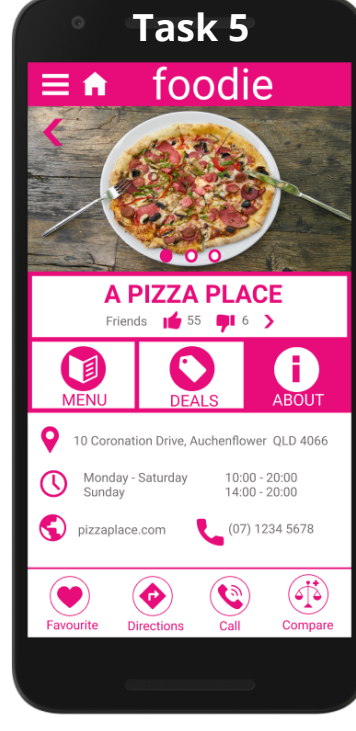 Task 5
foodie
A PIZZA PLACE
Friends 55 6
MENU DEALS ABOUT
10 Coronation Drive, Auchenflower QLD 4066
Monday - Saturday 10:00 - 20:00
Sunday 14:00 - 20:00
pizzaplace.com (07) 1234 5678
Favourite Directions Call Compare